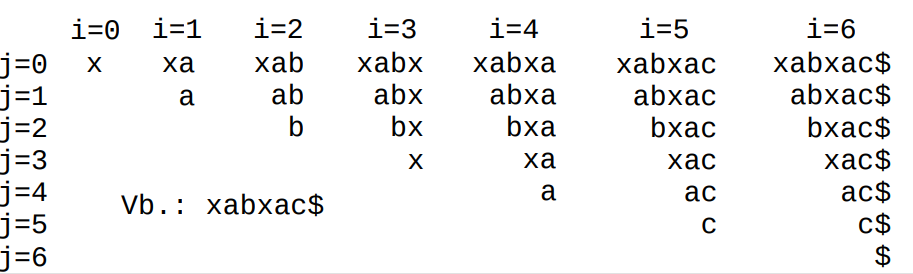 i=0 i=1 i=2 i=3 i=4 i=5 i=6
j=0 x xa xab xabx xabxa xabxac xabxac$
j=1 a ab abx abxa abxac abxac$
j=2 b bx bxa bxac bxac$
j=3 x xa xac xac$
j=4 a ac ac$
Vb.: xabxac$
j=5 c c$
j=6 $